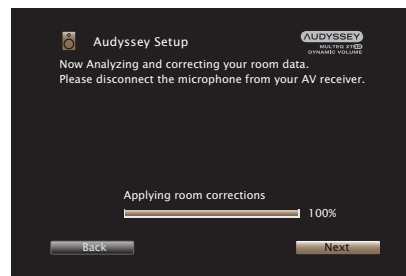 Audyssey Setup
AUDYSSEY
MULTEQ XT32
DYNAMIC VOLUME
Now Analyzing and correcting your room data.
Please disconnect the microphone from your AV receiver.
Applying room corrections
100%
Back
Next